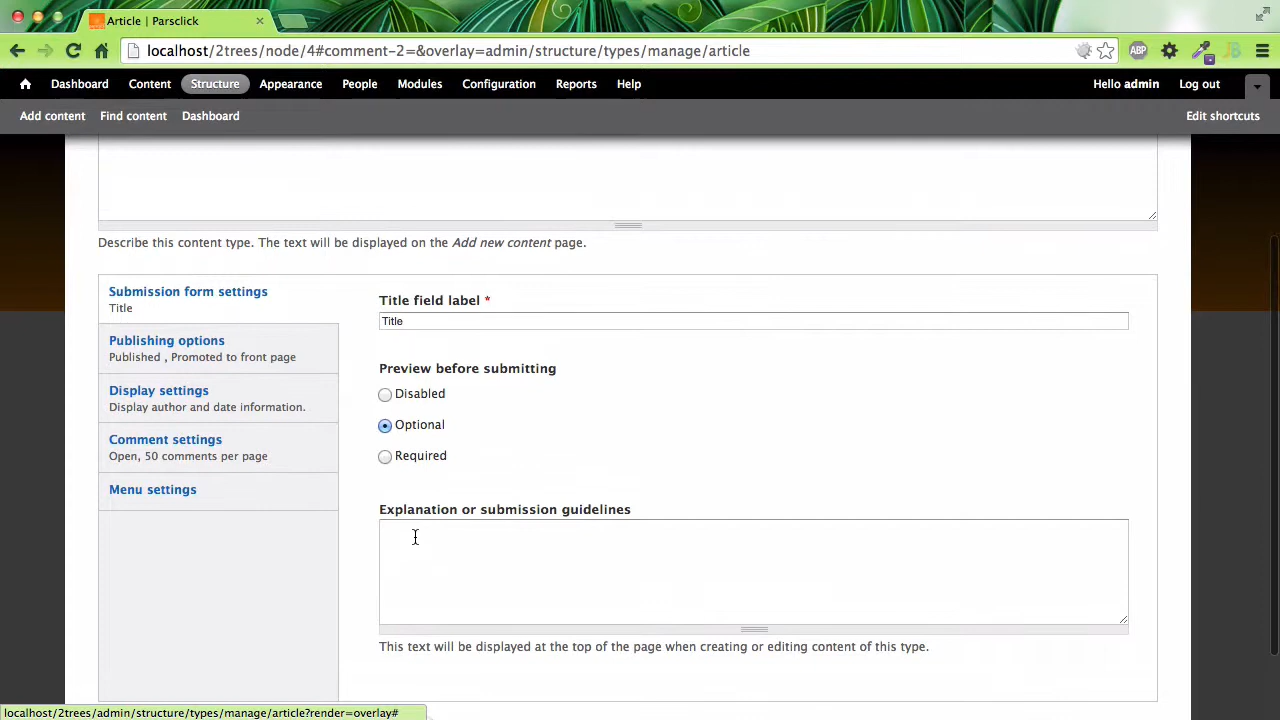 Article | Parsclick
localhost/2trees/node/4#comment-2=&overlay=admin/structure/types/manage/article
ABP
JB
Dashboard Content Structure Appearance People Modules Configuration Reports Help Hello admin Log out
Add content Find content Dashboard Edit shortcuts
Describe this content type. The text will be displayed on the Add new content page.
Submission form settings
Title
Publishing options
Published , Promoted to front page
Display settings
Display author and date information.
Comment settings
Open, 50 comments per page
Menu settings
Title field label *
Title
Preview before submitting
Disabled
Optional
Required
Explanation or submission guidelines
This text will be displayed at the top of the page when creating or editing content of this type.
localhost/2trees/admin/structure/types/manage/article?render=overlay#